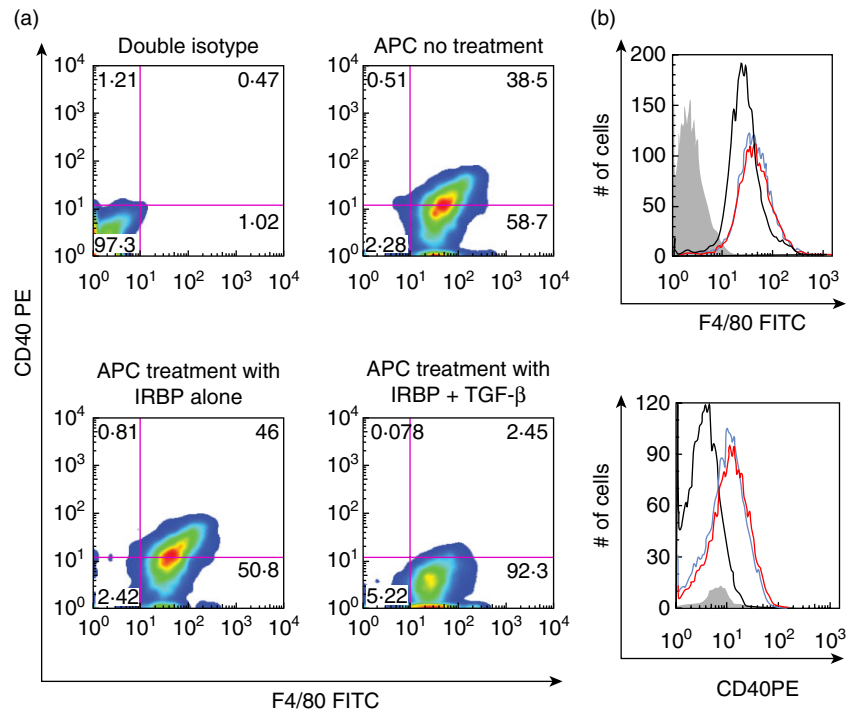 (a)
Double isotype
APC no treatment
10⁴
10³
10²
10¹
10⁰
1·21
0·47
97·3
1·02
10⁰ 10¹ 10² 10³ 10⁴
10⁴
10³
10²
10¹
10⁰
0·51
38·5
2·28
58·7
10⁰ 10¹ 10² 10³ 10⁴
CD40 PE
APC treatment with
IRBP alone
APC treatment with
IRBP + TGF-β
10⁴
10³
10²
10¹
10⁰
0·81
46
2·42
50·8
10⁰ 10¹ 10² 10³ 10⁴
10⁴
10³
10²
10¹
10⁰
0·078
2·45
5·22
92·3
10⁰ 10¹ 10² 10³ 10⁴
F4/80 FITC
(b)
200
150
100
50
0
# of cells
10⁰ 10¹ 10² 10³
F4/80 FITC
120
90
60
30
0
# of cells
10⁰ 10¹ 10² 10³
CD40PE